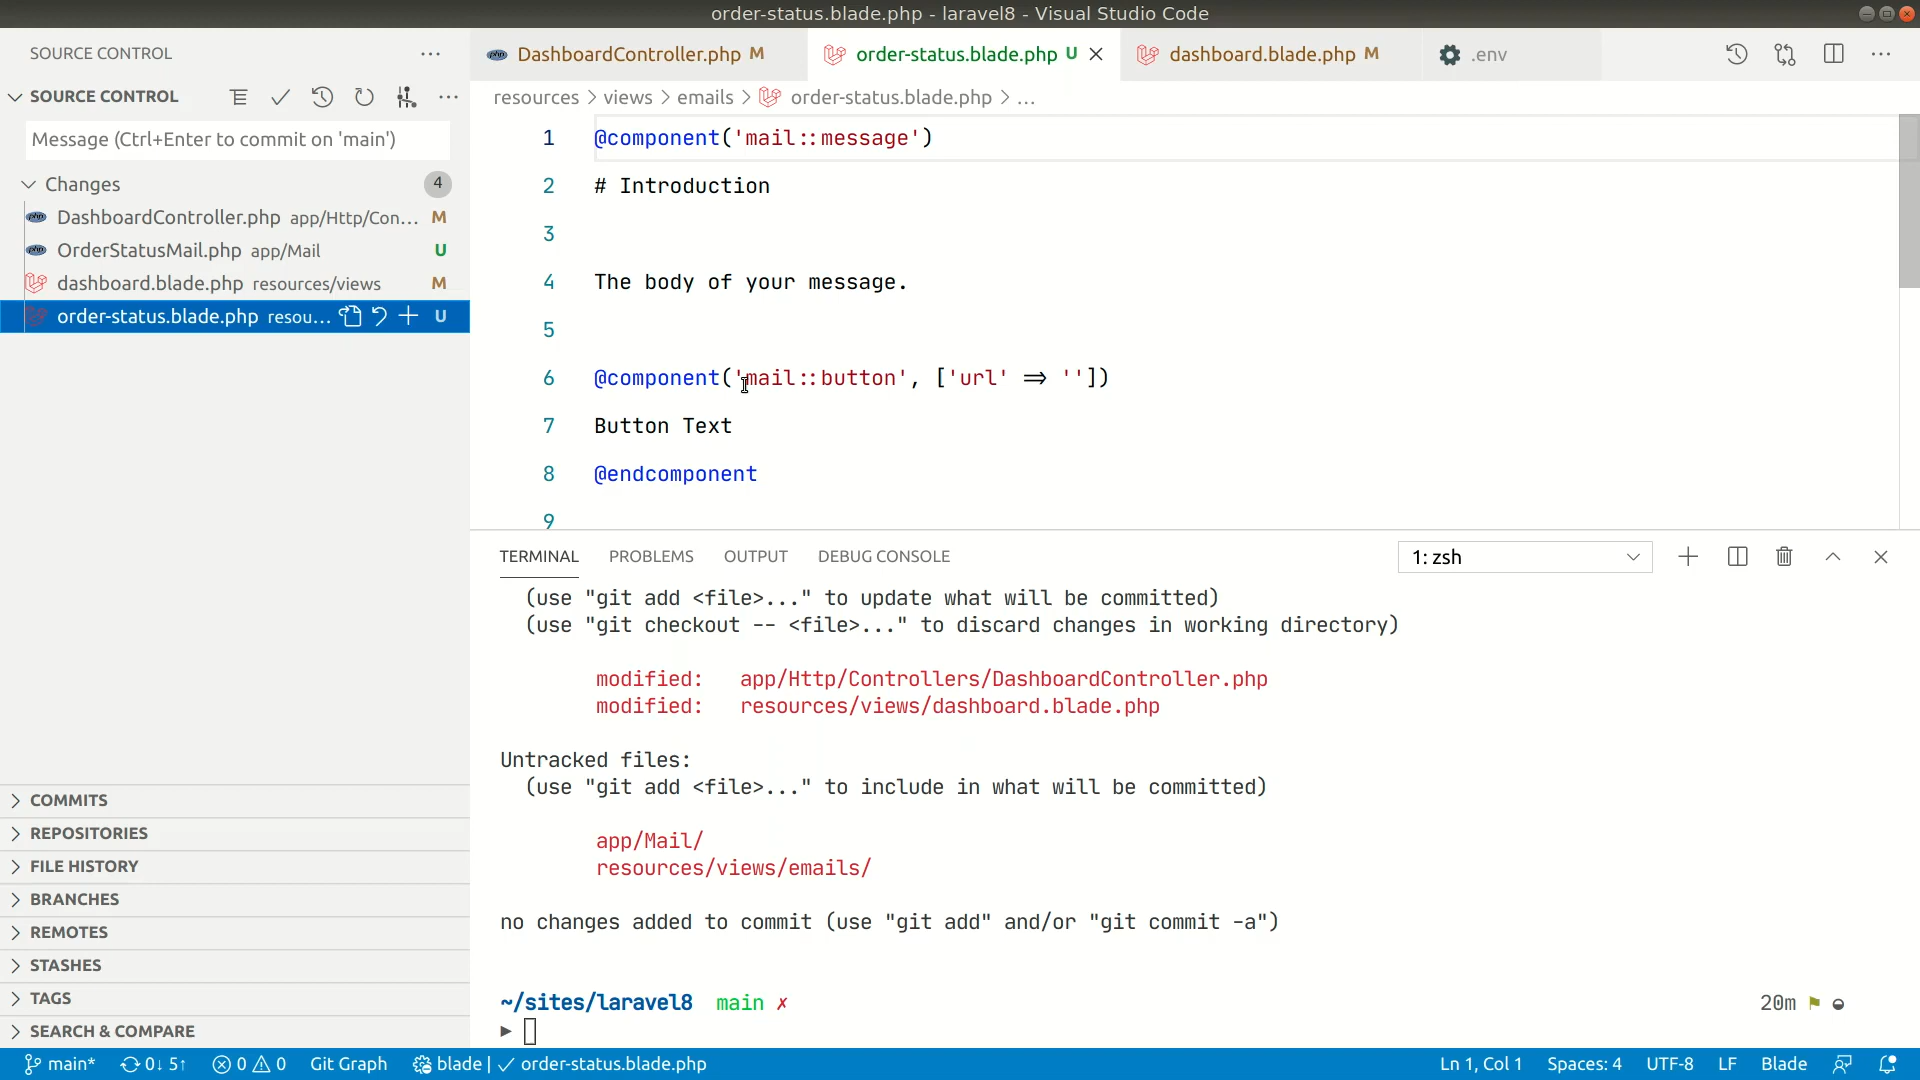 order-status.blade.php - laravel8 - Visual Studio Code
SOURCE CONTROL
DashboardController.php M
order-status.blade.php U
dashboard.blade.php M
.env
SOURCE CONTROL
resources > views > emails > order-status.blade.php > ...
Message (Ctrl+Enter to commit on 'main')
Changes 4
DashboardController.php app/Http/Con... M
OrderStatusMail.php app/Mail U
dashboard.blade.php resources/views M
order-status.blade.php resou... U
COMMITS
REPOSITORIES
FILE HISTORY
BRANCHES
REMOTES
STASHES
TAGS
SEARCH & COMPARE
1 @component('mail::message')
2 # Introduction
3
4 The body of your message.
5
6 @component('mail::button', ['url' => ''])
7 Button Text
8 @endcomponent
9
TERMINAL PROBLEMS OUTPUT DEBUG CONSOLE 1: zsh
(use "git add <file>..." to update what will be committed)
(use "git checkout -- <file>..." to discard changes in working directory)
modified: app/Http/Controllers/DashboardController.php
modified: resources/views/dashboard.blade.php
Untracked files:
(use "git add <file>..." to include in what will be committed)
app/Mail/
resources/views/emails/
no changes added to commit (use "git add" and/or "git commit -a")
~/sites/laravel8 main ✗ 20m
main* 0↓ 5↑ 0 0 Git Graph blade | ✓ order-status.blade.php Ln 1, Col 1 Spaces: 4 UTF-8 LF Blade